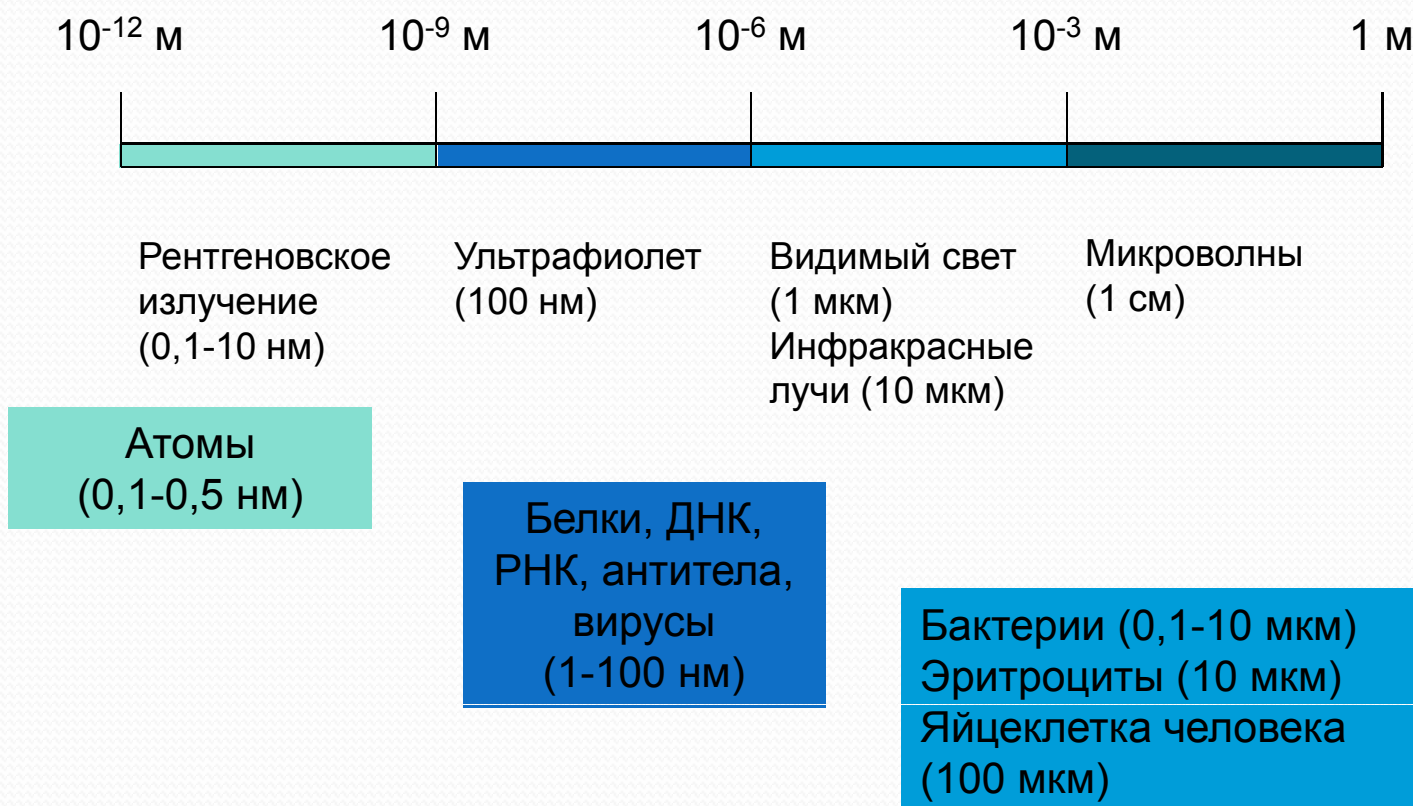 10⁻¹² м 10⁻⁹ м 10⁻⁶ м 10⁻³ м 1 м
Рентгеновское
излучение
(0,1-10 нм)
Ультрафиолет
(100 нм)
Видимый свет
(1 мкм)
Инфракрасные
лучи (10 мкм)
Микроволны
(1 см)
Атомы
(0,1-0,5 нм)
Белки, ДНК,
РНК, антитела,
вирусы
(1-100 нм)
Бактерии (0,1-10 мкм)
Эритроциты (10 мкм)
Яйцеклетка человека
(100 мкм)